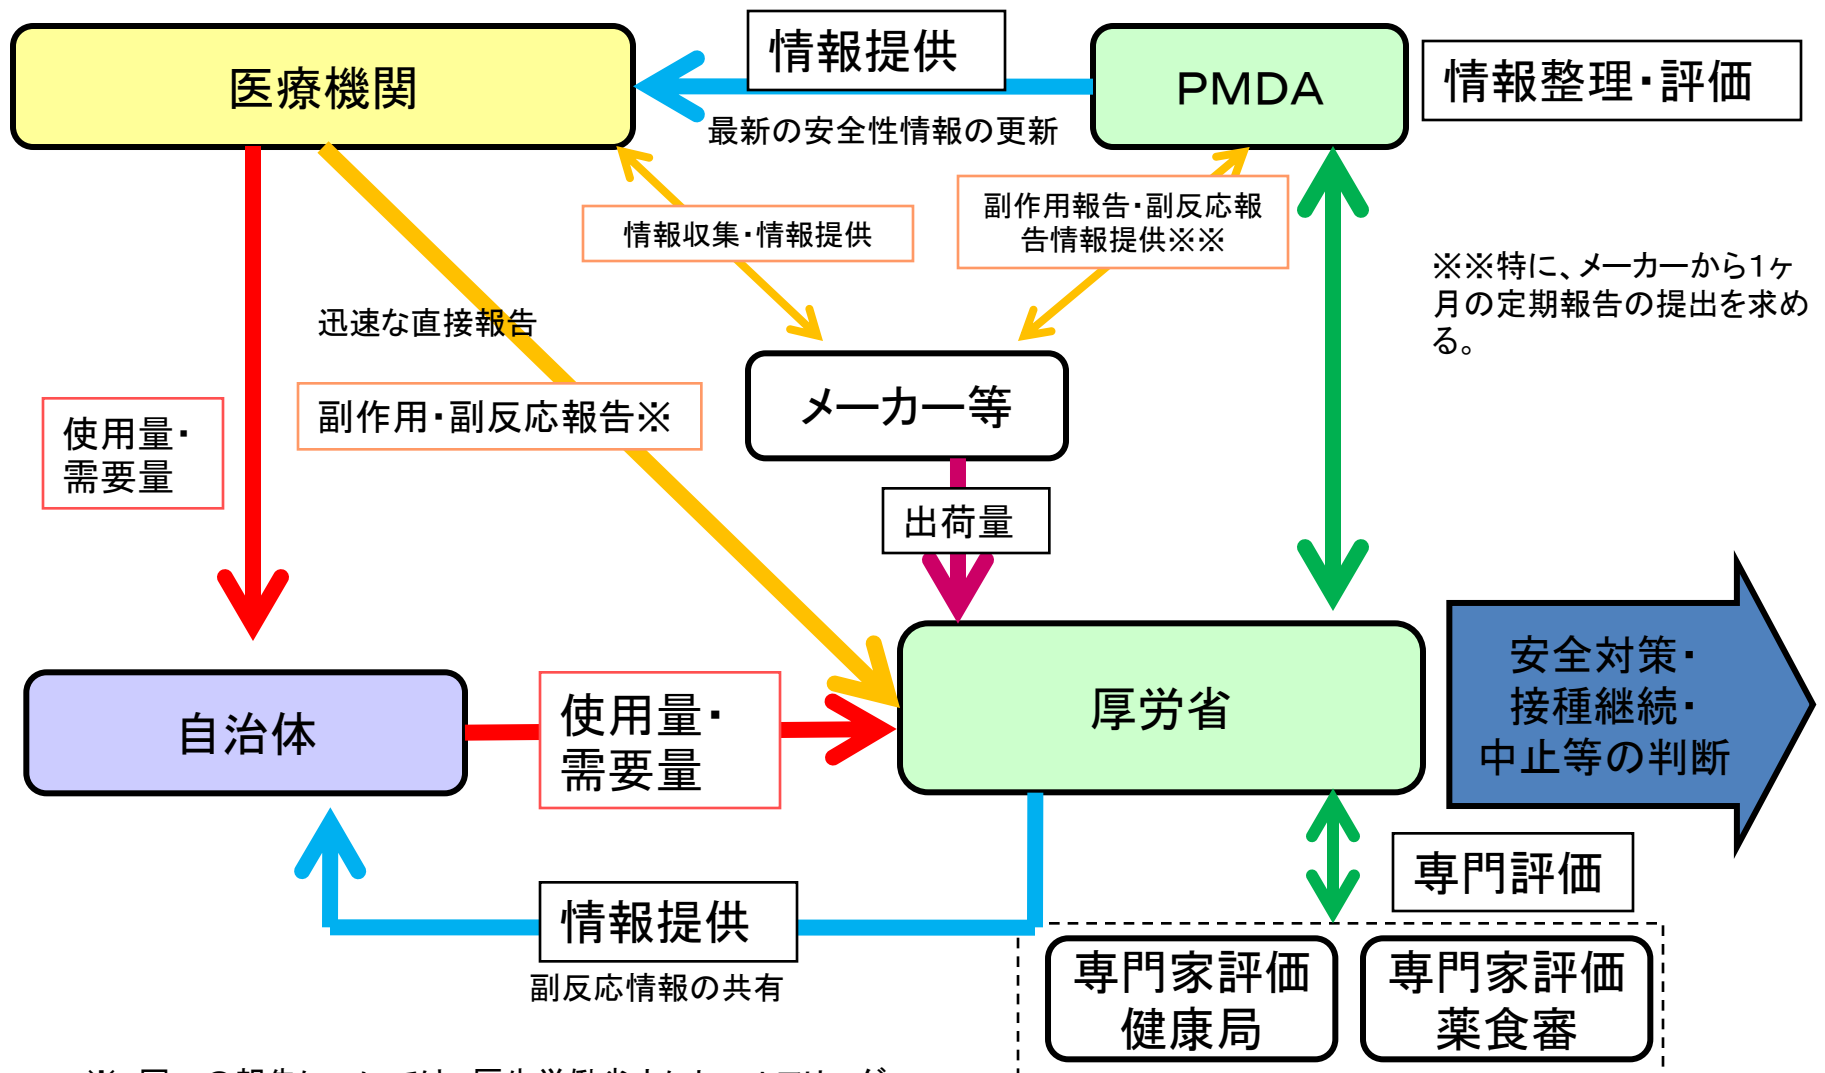 情報提供
医療機関
PMDA
情報整理・評価
最新の安全性情報の更新
情報収集・情報提供
副作用報告・副反応報
告情報提供※※
※※特に、メーカーから1ヶ
月の定期報告の提出を求め
る。
迅速な直接報告
メーカー等
副作用・副反応報告※
使用量・
需要量
出荷量
安全対策・
接種継続・
中止等の判断
自治体
使用量・
需要量
厚労省
専門評価
情報提供
副反応情報の共有
専門家評価
健康局
専門家評価
薬食審